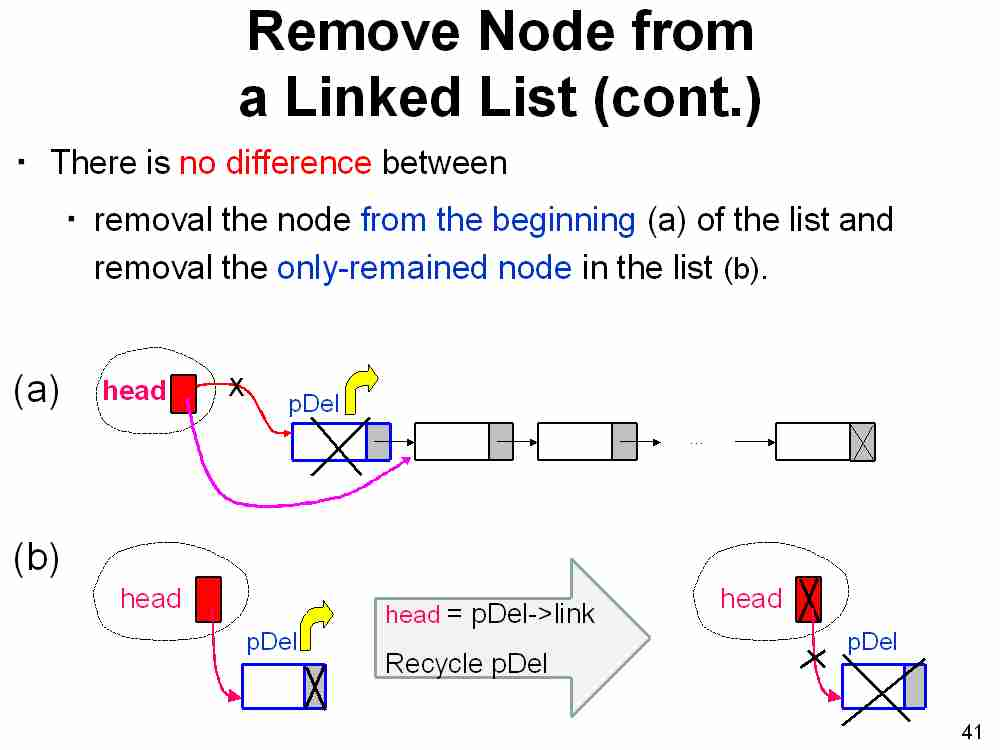 Remove Node from
a Linked List (cont.)
▪ There is no difference between
▪ removal the node from the beginning (a) of the list and
removal the only-remained node in the list (b).
(a)
head
X
pDel
...
(b)
head
pDel
head = pDel->link
Recycle pDel
head
pDel
41